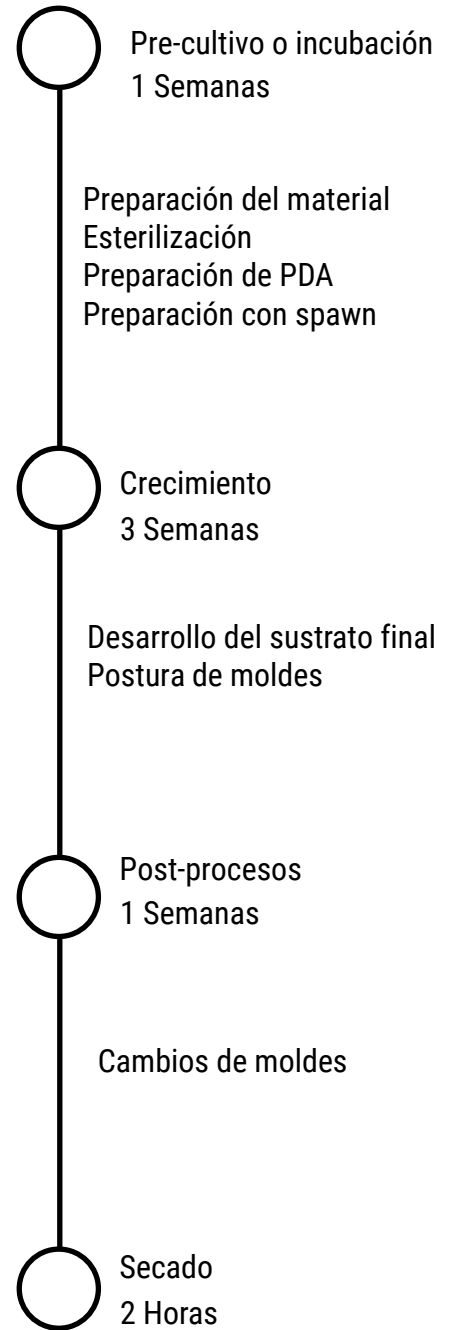 Pre-cultivo o incubación
1 Semanas
Preparación del material
Esterilización
Preparación de PDA
Preparación con spawn
Crecimiento
3 Semanas
Desarrollo del sustrato final
Postura de moldes
Post-procesos
1 Semanas
Cambios de moldes
Secado
2 Horas